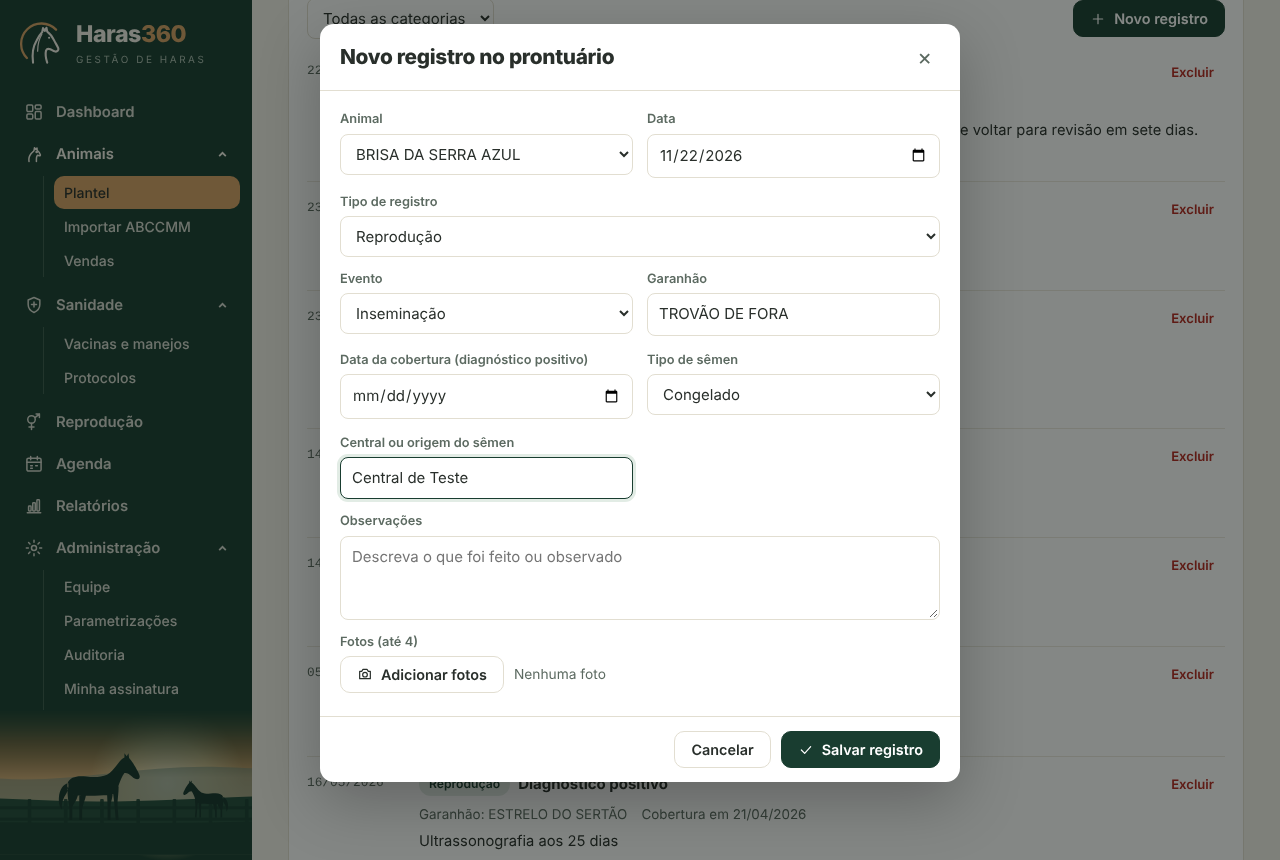 Haras360
GESTÃO DE HARAS
Dashboard
Animais
Plantel
Importar ABCCMM
Vendas
Sanidade
Vacinas e manejos
Protocolos
Reprodução
Agenda
Relatórios
Administração
Equipe
Parametrizações
Auditoria
Minha assinatura
Todas as categorias
Novo registro
Excluir
voltar para revisão em sete dias.
Excluir
Excluir
Excluir
Excluir
Excluir
Novo registro no prontuário
Animal
Data
BRISA DA SERRA AZUL
11/22/2026
Tipo de registro
Reprodução
Evento
Garanhão
Inseminação
TROVÃO DE FORA
Data da cobertura (diagnóstico positivo)
Tipo de sêmen
mm/dd/yyyy
Congelado
Central ou origem do sêmen
Central de Teste
Observações
Descreva o que foi feito ou observado
Fotos (até 4)
Adicionar fotos
Nenhuma foto
Cancelar
Salvar registro
Reprodução
Diagnóstico positivo
Excluir
Garanhão: ESTRELO DO SERTÃO
Cobertura em 21/04/2026
Ultrassonografia aos 25 dias